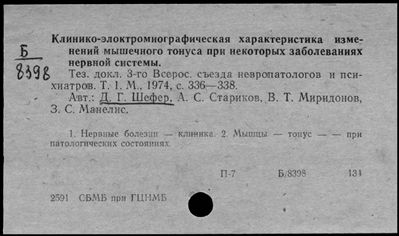 Клинико-элоктромиографическая характеристика изме-
нений мышечного тонуса при некоторых заболеваниях
нервной системы.
Б
8398
Тез. докл. 3-го Всерос. съезда невропатологов и пси-
хиатров. Т. 1. М., 1974, с. 336—338.
Авт.: Д. Г. Шефер, А. С. Стариков, В. Т. Миридонов,
З. С. Манелис.
1. Нервные болезни — клиника. 2. Мышцы — тонус — — при
патологических состояниях.
П-7 Б/8398 134
2591 СБМБ при ГЦНМБ